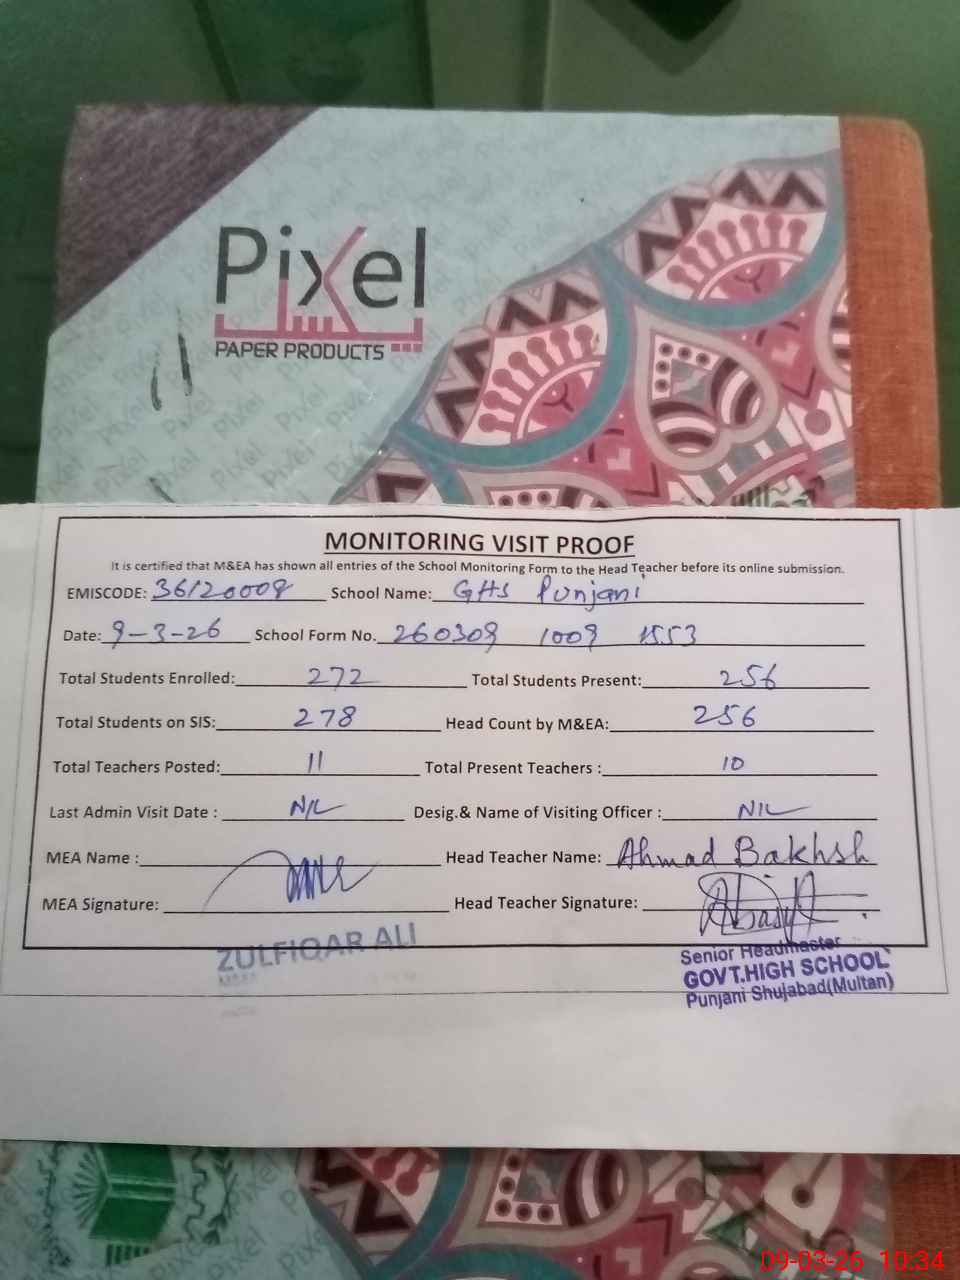 Pixel
پکسل
PAPER PRODUCTS
MONITORING VISIT PROOF
It is certified that M&EA has shown all entries of the School Monitoring Form to the Head Teacher before its online submission.
EMISCODE: 36120008 School Name: GHS Punjani
Date: 9-3-26 School Form No. 260309 1009 1553
Total Students Enrolled: 272 Total Students Present: 256
Total Students on SIS: 278 Head Count by M&EA: 256
Total Teachers Posted: 11 Total Present Teachers : 10
Last Admin Visit Date : NIL Desig.& Name of Visiting Officer : NIL
MEA Name : Head Teacher Name: Ahmad Bakhsh
MEA Signature: Head Teacher Signature:
ZULFIQAR ALI
Senior Headmaster
GOVT.HIGH SCHOOL
Punjani Shujabad(Multan)
Pixel
09-03-26 10:34